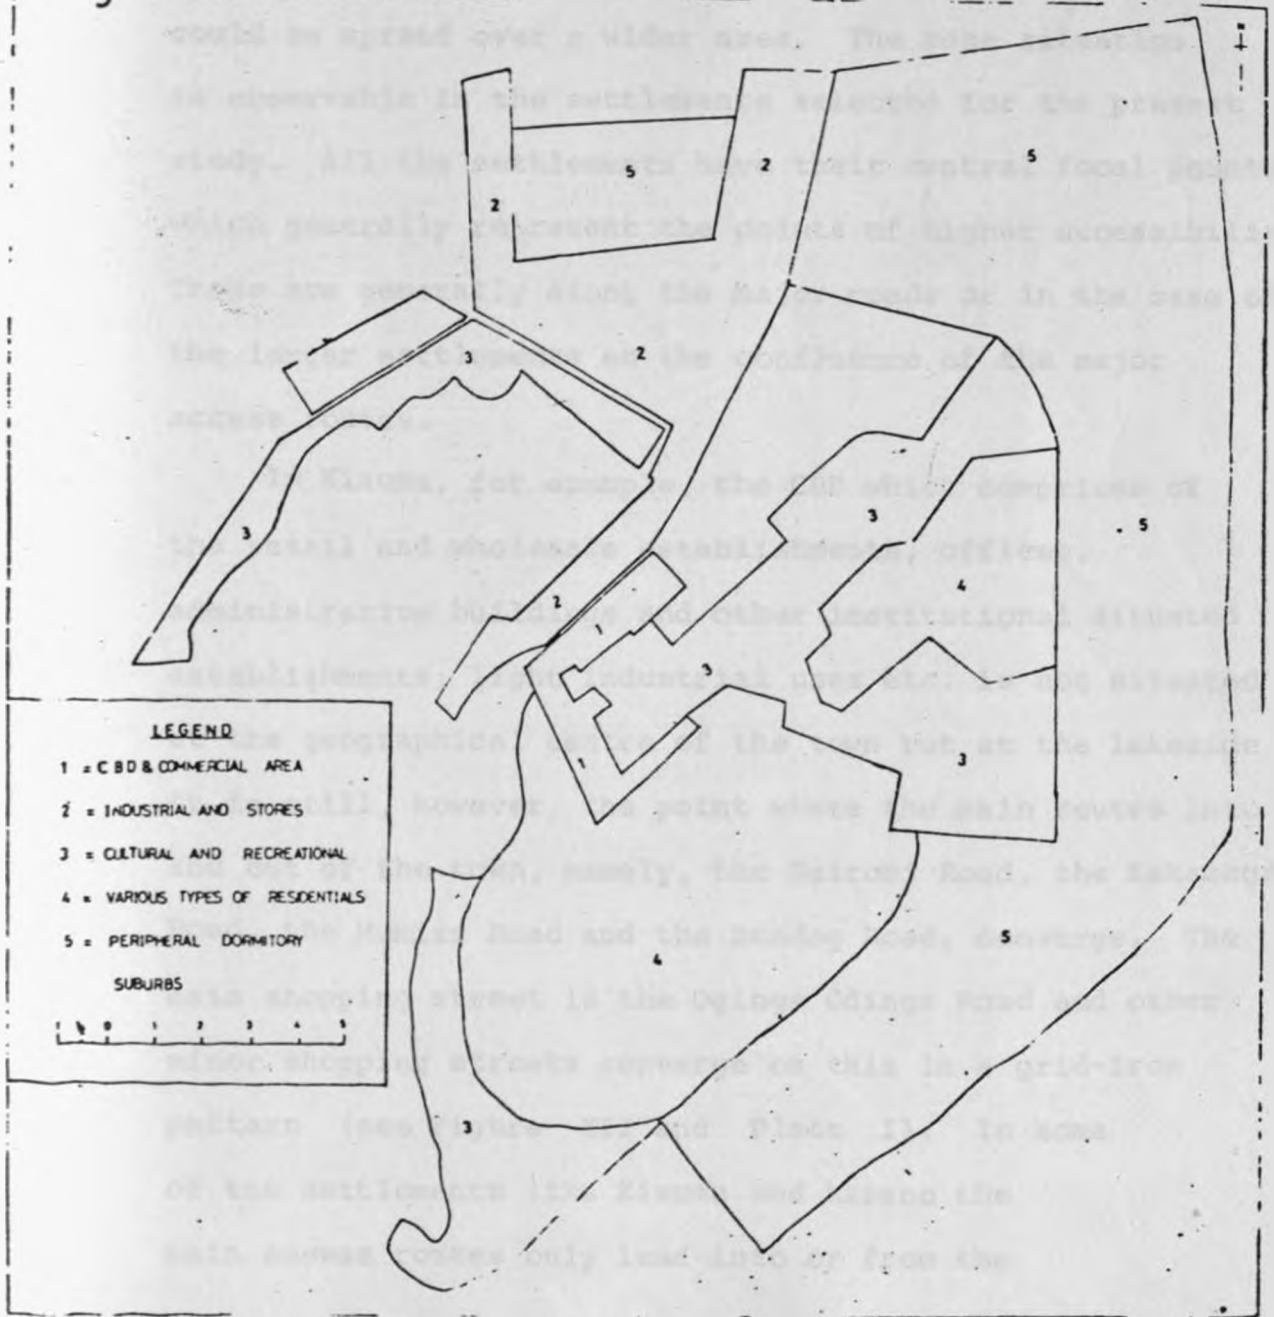 could be spread over a wider area. The same situation
is observable in the settlements selected for the present
study. All the settlements have their central focal points
which generally represent the points of higher accessibili
Trade are generally along the major roads or in the case of
the larger settlements at the confluence of the major
access routes.
In Kisumu, for example, the CBD which comprises of
the retail and wholesale establishments, offices,
administrative buildings and other institutional situated
establishments, light industrial uses etc. is not situated
at the geographical centre of the town but at the lakeside
It is still, however, the point where the main routes into
and out of the town, namely, the Nairobi Road, the Kakamega
Road, the Road and the Road, converge. The
main shopping street is the Oginga Odinga Road and other
minor shopping streets converge on this in a grid-iron
pattern (see Figure III and Plate I). In some
of the settlements like Kisumu and the
main access routes only lead into or from the
5
2
5
2
2
3
3
3
5
4
2
1
3
1
3
4
5
3
LEGEND
1 = CBD & COMMERCIAL AREA
2 = INDUSTRIAL AND STORES
3 = CULTURAL AND RECREATIONAL
4 = VARIOUS TYPES OF RESIDENTIALS
5 = PERIPHERAL DORMITORY
SUBURBS
1 ½ 0 1 2 3 4 5